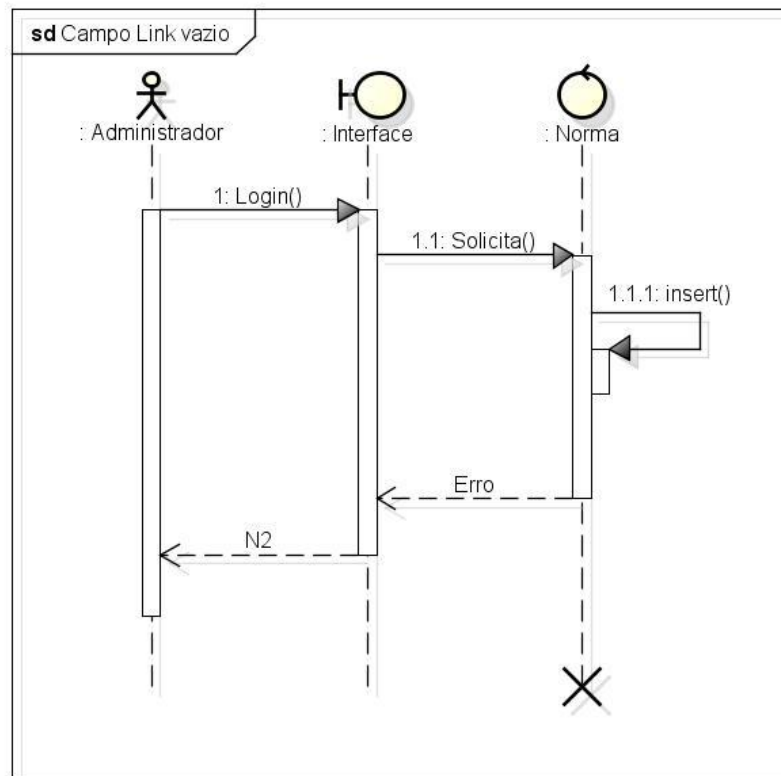 sd Campo Link vazio
: Administrador
: Interface
: Norma
1: Login()
1.1: Solicita()
1.1.1: insert()
Erro
N2